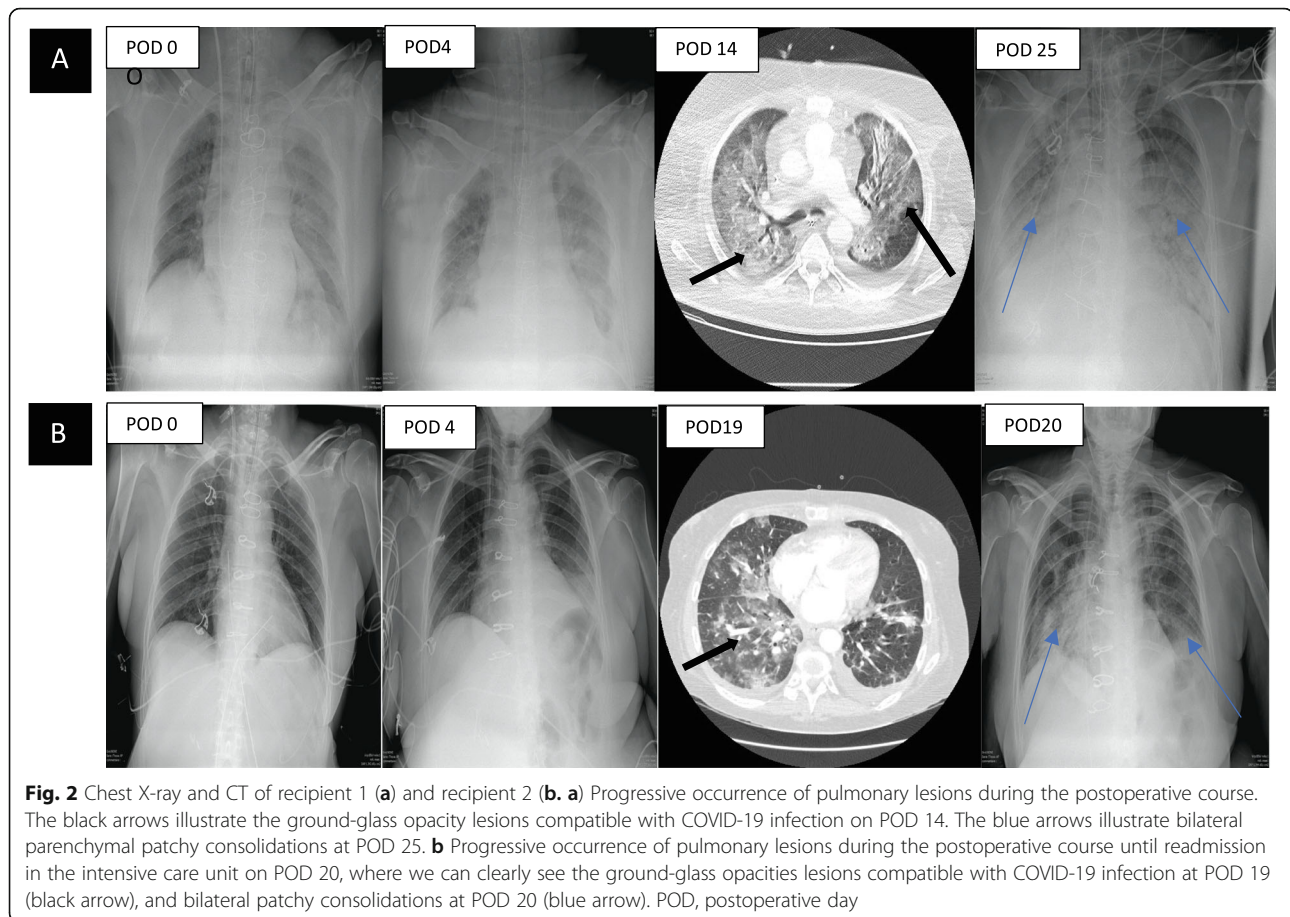 A
POD 0
O
POD4
POD 14
POD 25
B
POD 0
POD 4
POD19
POD20
Fig. 2 Chest X-ray and CT of recipient 1 (a) and recipient 2 (b. a) Progressive occurrence of pulmonary lesions during the postoperative course.
The black arrows illustrate the ground-glass opacity lesions compatible with COVID-19 infection on POD 14. The blue arrows illustrate bilateral
parenchymal patchy consolidations at POD 25. b Progressive occurrence of pulmonary lesions during the postoperative course until readmission
in the intensive care unit on POD 20, where we can clearly see the ground-glass opacities lesions compatible with COVID-19 infection at POD 19
(black arrow), and bilateral patchy consolidations at POD 20 (blue arrow). POD, postoperative day